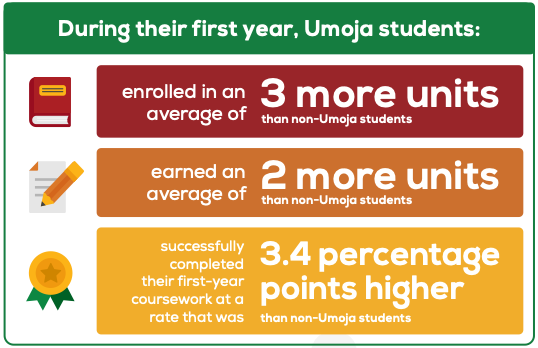 During their first year, Umoja students:
enrolled in an
average of
3 more units
than non-Umoja students
earned an
average of
2 more units
than non-Umoja students
successfully
completed
their first-year
coursework at a
rate that was
3.4 percentage
points higher
than non-Umoja students